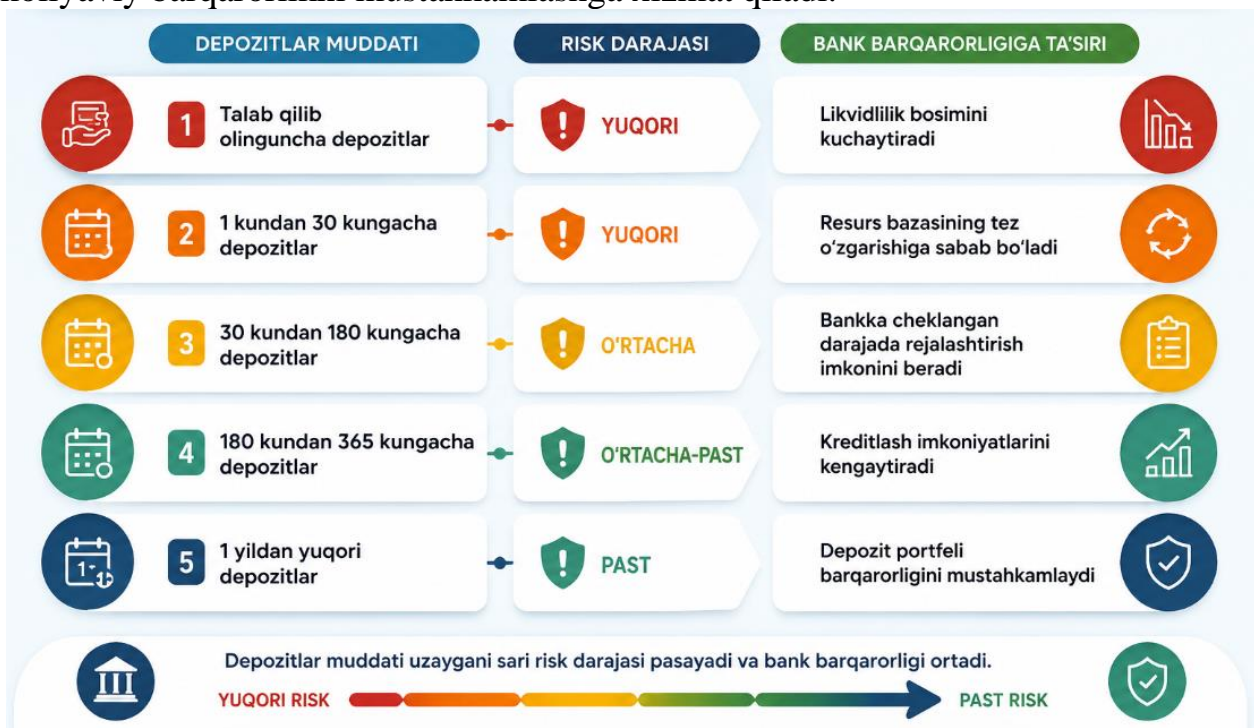 DEPOZITLAR MUDDATI
RISK DARAJASI
BANK BARQARORLIGIGA TA'SIRI
1
Talab qilib
olinguncha depozitlar
YUQORI
Likvidlilik bosimini
kuchaytiradi
2
1 kundan 30 kungacha
depozitlar
YUQORI
Resurs bazasining tez
o'zgarishiga sabab bo'ladi
3
30 kundan 180 kungacha
depozitlar
O'RTACHA
Bankka cheklangan
darajada rejalashtirish
imkonini beradi
4
180 kundan 365 kungacha
depozitlar
O'RTACHA-PAST
Kreditlash imkoniyatlarini
kengaytiradi
5
1 yildan yuqori
depozitlar
PAST
Depozit portfeli
barqarorligini mustahkamlaydi
Depozitlar muddati uzaygani sari risk darajasi pasayadi va bank barqarorligi ortadi.
YUQORI RISK
PAST RISK